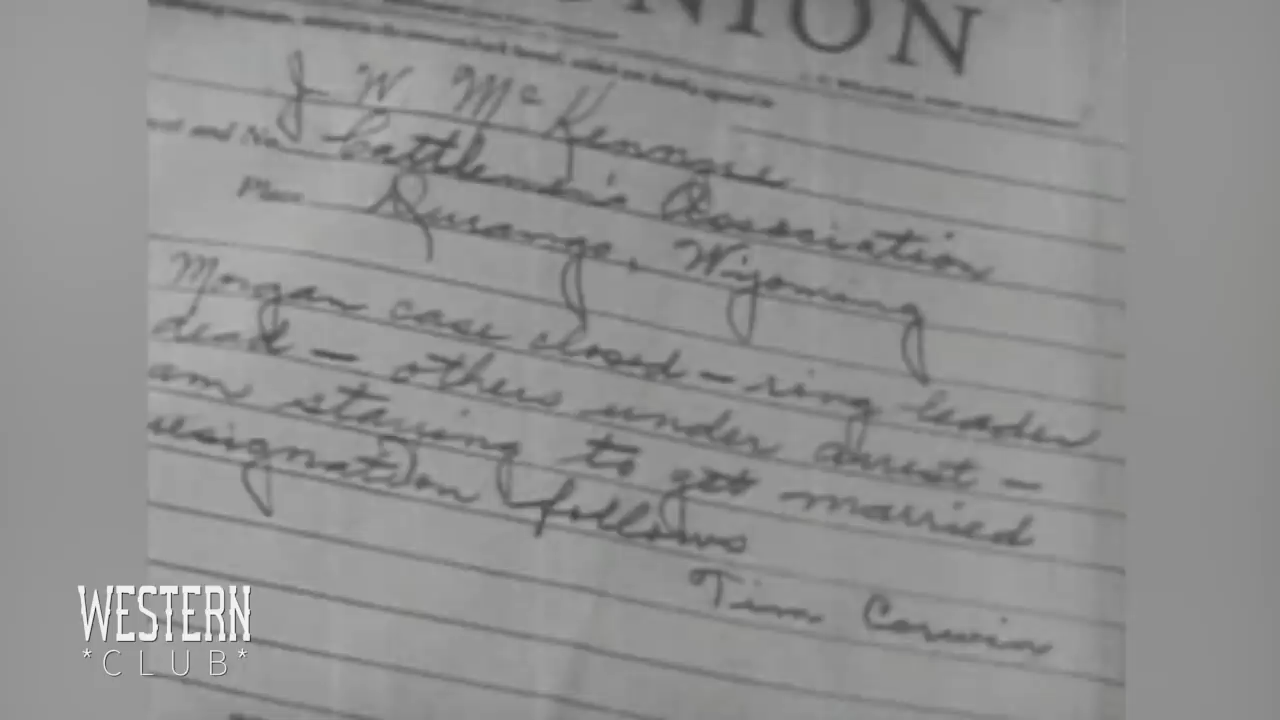 NION
J W McKennzie
Cattlemen's Association
Durango, Wyoming
Morgan case closed – ring leader
dead – others under arrest –
am staying to get married
resignation follows
Tim Corwin
WESTERN
*CLUB*